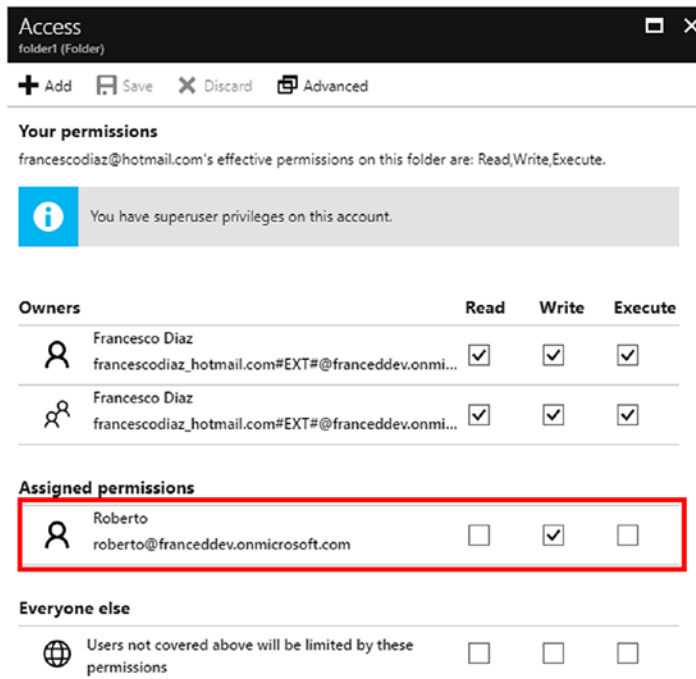 Access
folder1 (Folder)
Add Save Discard Advanced
Your permissions
francescodiaz@hotmail.com's effective permissions on this folder are: Read,Write,Execute.
You have superuser privileges on this account.
Owners Read Write Execute
Francesco Diaz
francescodiaz_hotmail.com#EXT#@franceddev.onmi...
Francesco Diaz
francescodiaz_hotmail.com#EXT#@franceddev.onmi...
Assigned permissions
Roberto
roberto@franceddev.onmicrosoft.com
Everyone else
Users not covered above will be limited by these
permissions